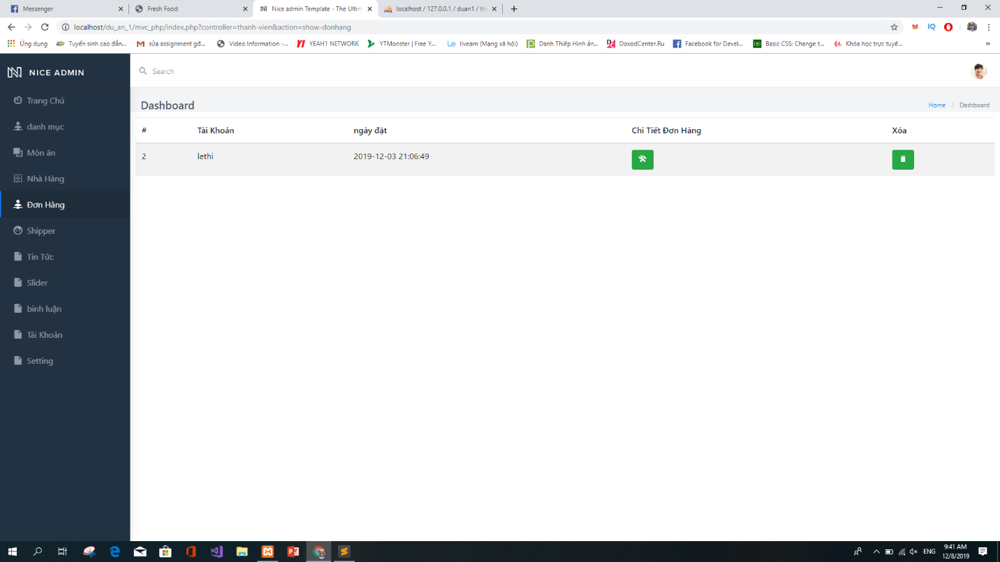 Messenger
Fresh Food
Nice admin Template - The Ultim
localhost / 127.0.0.1 / duan1 / tin
localhost/du_an_1/mvc_php/index.php?controller=thanh-vien&action=show-donhang
Ứng dụng
Tuyển sinh cao đẳn...
sửa assignment gđ...
Video Information -...
YEAH1 NETWORK
YTMonster | Free Y...
liveam (Mạng xã hội)
Danh Thiếp Hình ản...
DoxodCenter.Ru
Facebook for Devel...
Basic CSS: Change t...
Khóa học trực tuyế...
»
NICE ADMIN
Search
Trang Chủ
danh mục
Món ăn
Nhà Hàng
Đơn Hàng
Shipper
Tin Tức
Slider
bình luận
Tài Khoản
Setting
Dashboard
Home
Dashboard
# Tài Khoản ngày đặt Chi Tiết Đơn Hàng Xóa
2 lethi 2019-12-03 21:06:49
ENG
9:41 AM
12/8/2019